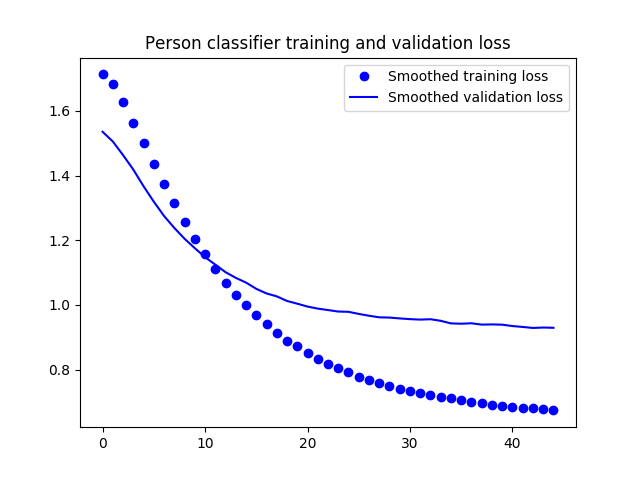 Person classifier training and validation loss
Smoothed training loss
Smoothed validation loss
1.6
1.4
1.2
1.0
0.8
0 10 20 30 40